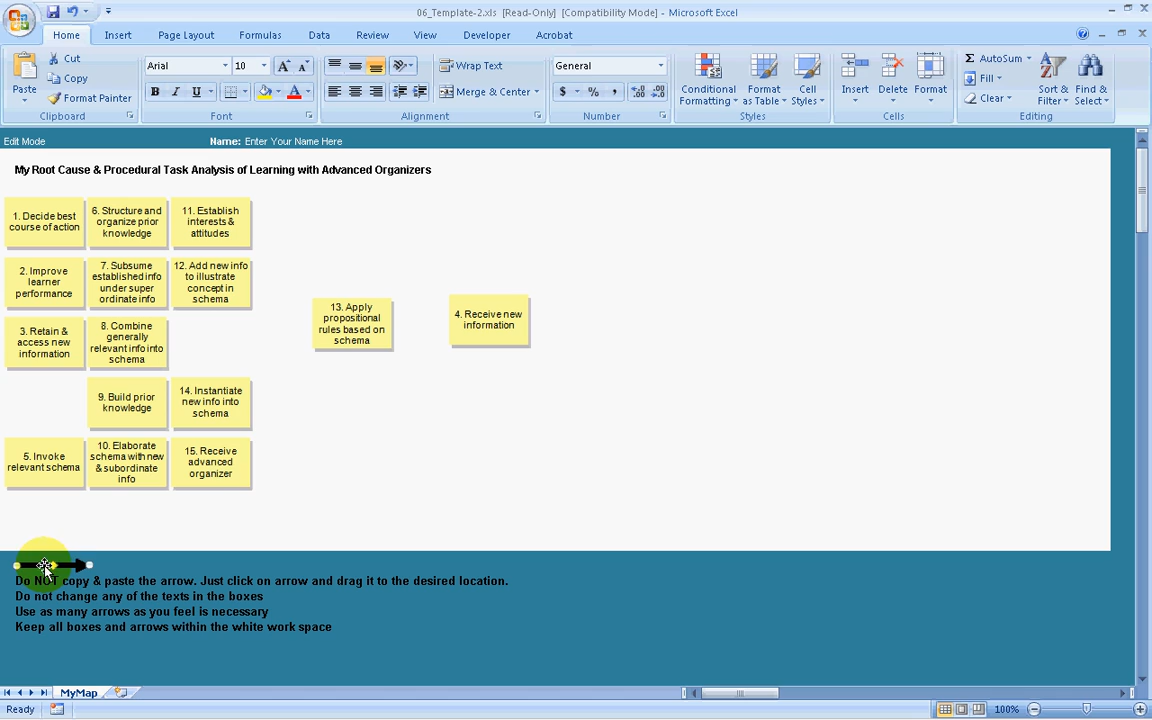 06_Template-2.xls [Read-Only] [Compatibility Mode] - Microsoft Excel
Home Insert Page Layout Formulas Data Review View Developer Acrobat
Paste
Cut
Copy
Format Painter
Clipboard
Arial 10
B I U
Font
Wrap Text
Merge & Center
Alignment
General
$ % ,
Number
Conditional Formatting
Format as Table
Cell Styles
Styles
Insert Delete Format
Cells
AutoSum
Fill
Clear
Sort & Filter
Find & Select
Editing
Edit Mode
Name: Enter Your Name Here
My Root Cause & Procedural Task Analysis of Learning with Advanced Organizers
1. Decide best
course of action
6. Structure and
organize prior
knowledge
11. Establish
interests &
attitudes
2. Improve
learner
performance
7. Subsume
established info
under super
ordinate info
12. Add new info
to illustrate
concept in
schema
13. Apply
propositional
rules based on
schema
4. Receive new
information
3. Retain &
access new
information
8. Combine
generally
relevant info into
schema
9. Build prior
knowledge
14. Instantiate
new info into
schema
5. Invoke
relevant schema
10. Elaborate
schema with new
& subordinate
info
15. Receive
advanced
organizer
Do NOT copy & paste the arrow. Just click on arrow and drag it to the desired location.
Do not change any of the texts in the boxes
Use as many arrows as you feel is necessary
Keep all boxes and arrows within the white work space
MyMap
Ready
100%